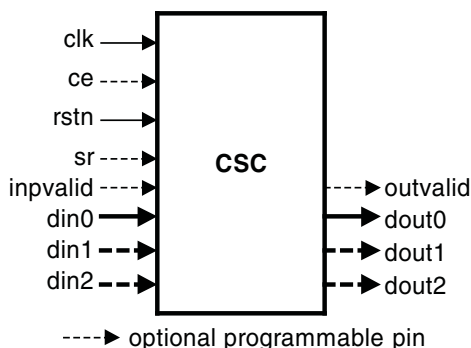 clk
ce
rstn
sr
inpvalid
din0
din1
din2
CSC
outvalid
dout0
dout1
dout2
optional programmable pin